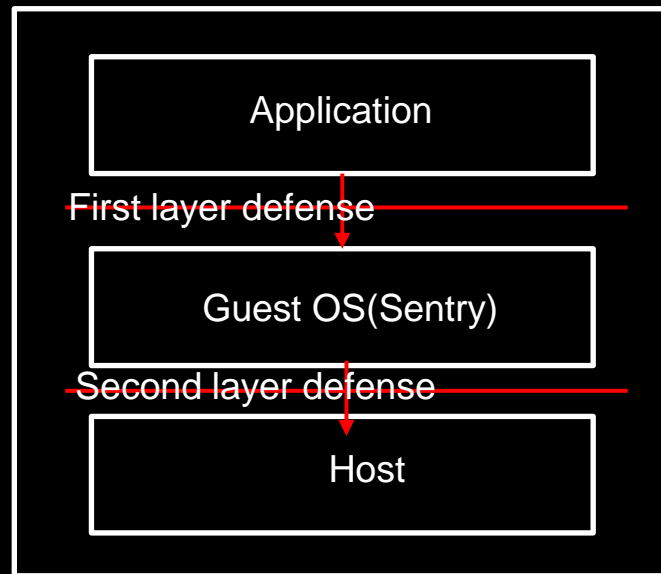 Application
First layer defense
Guest OS(Sentry)
Second layer defense
Host